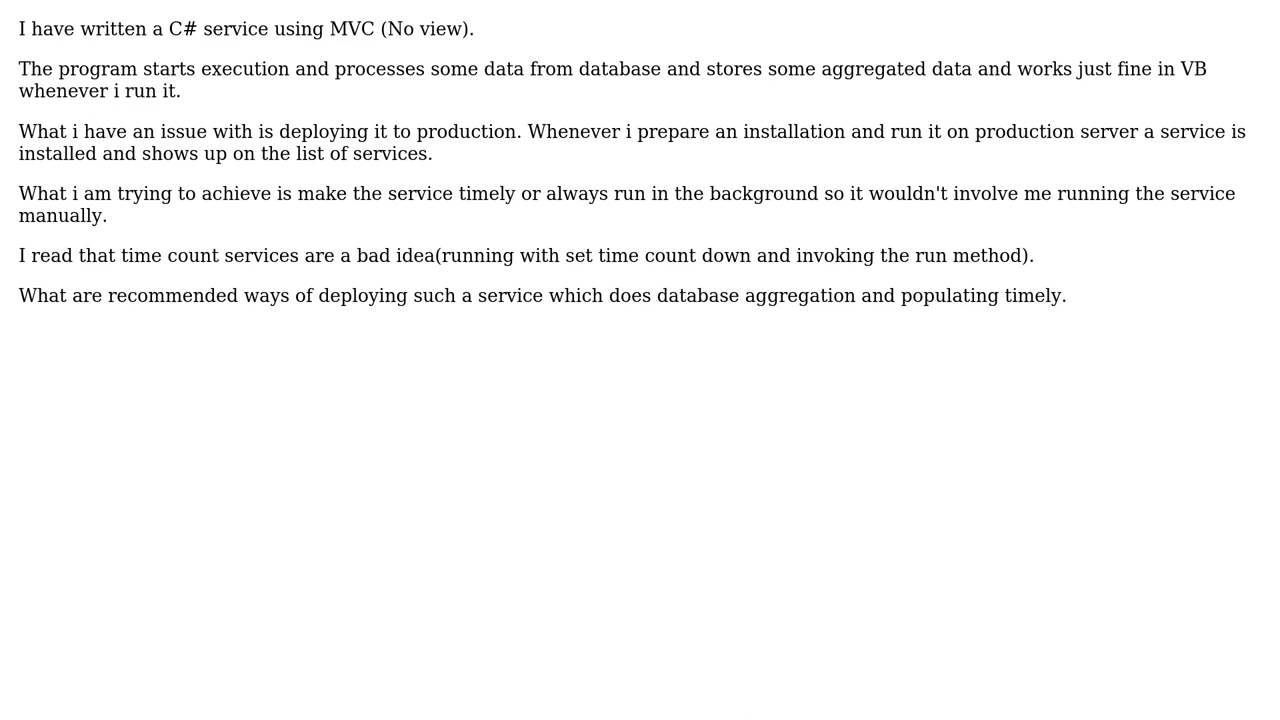 I have written a C# service using MVC (No view).
The program starts execution and processes some data from database and stores some aggregated data and works just fine in VB
whenever i run it.
What i have an issue with is deploying it to production. Whenever i prepare an installation and run it on production server a service is
installed and shows up on the list of services.
What i am trying to achieve is make the service timely or always run in the background so it wouldn't involve me running the service
manually.
I read that time count services are a bad idea(running with set time count down and invoking the run method).
What are recommended ways of deploying such a service which does database aggregation and populating timely.